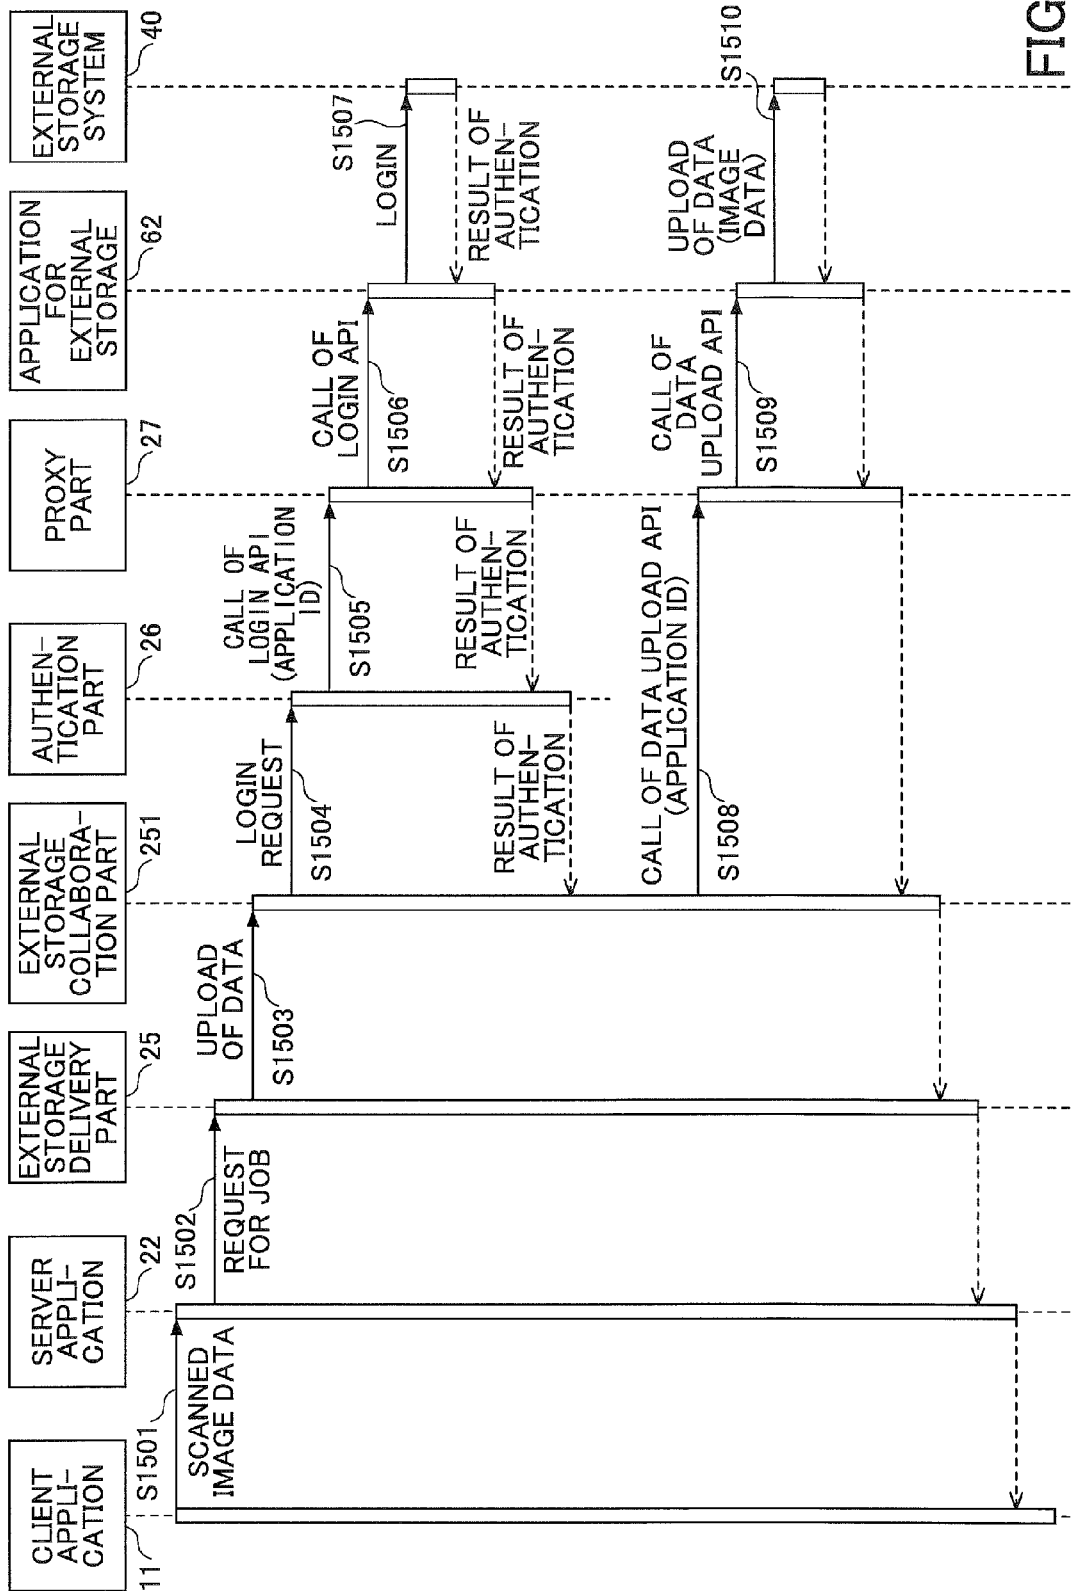 CLIENT
APPLI-
CATION
11
SERVER
APPLI-
CATION
22
EXTERNAL
STORAGE
DELIVERY
PART
25
EXTERNAL
STORAGE
COLLABORA-
TION PART
251
AUTHEN-
TICATION
PART
26
PROXY
PART
27
APPLICATION
FOR
EXTERNAL
STORAGE
62
EXTERNAL
STORAGE
SYSTEM
40
S1501
SCANNED
IMAGE DATA
S1502
REQUEST
FOR JOB
UPLOAD
OF DATA
S1503
LOGIN
REQUEST
S1504
CALL OF
LOGIN API
(APPLICATION
ID)
S1505
CALL OF
LOGIN API
S1506
S1507
LOGIN
RESULT OF
AUTHEN-
TICATION
RESULT OF
AUTHEN-
TICATION
RESULT OF
AUTHEN-
TICATION
RESULT OF
AUTHEN-
TICATION
CALL OF DATA UPLOAD API
(APPLICATION ID)
S1508
CALL OF
DATA
UPLOAD API
S1509
UPLOAD
OF DATA
(IMAGE
DATA)
S1510
FIG